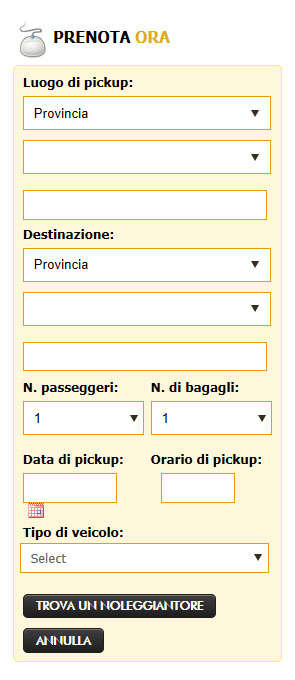 PRENOTA ORA
Luogo di pickup:
Provincia
Destinazione:
Provincia
N. passeggeri: N. di bagagli:
1 1
Data di pickup: Orario di pickup:
Tipo di veicolo:
Select
TROVA UN NOLEGGIANTORE
ANNULLA